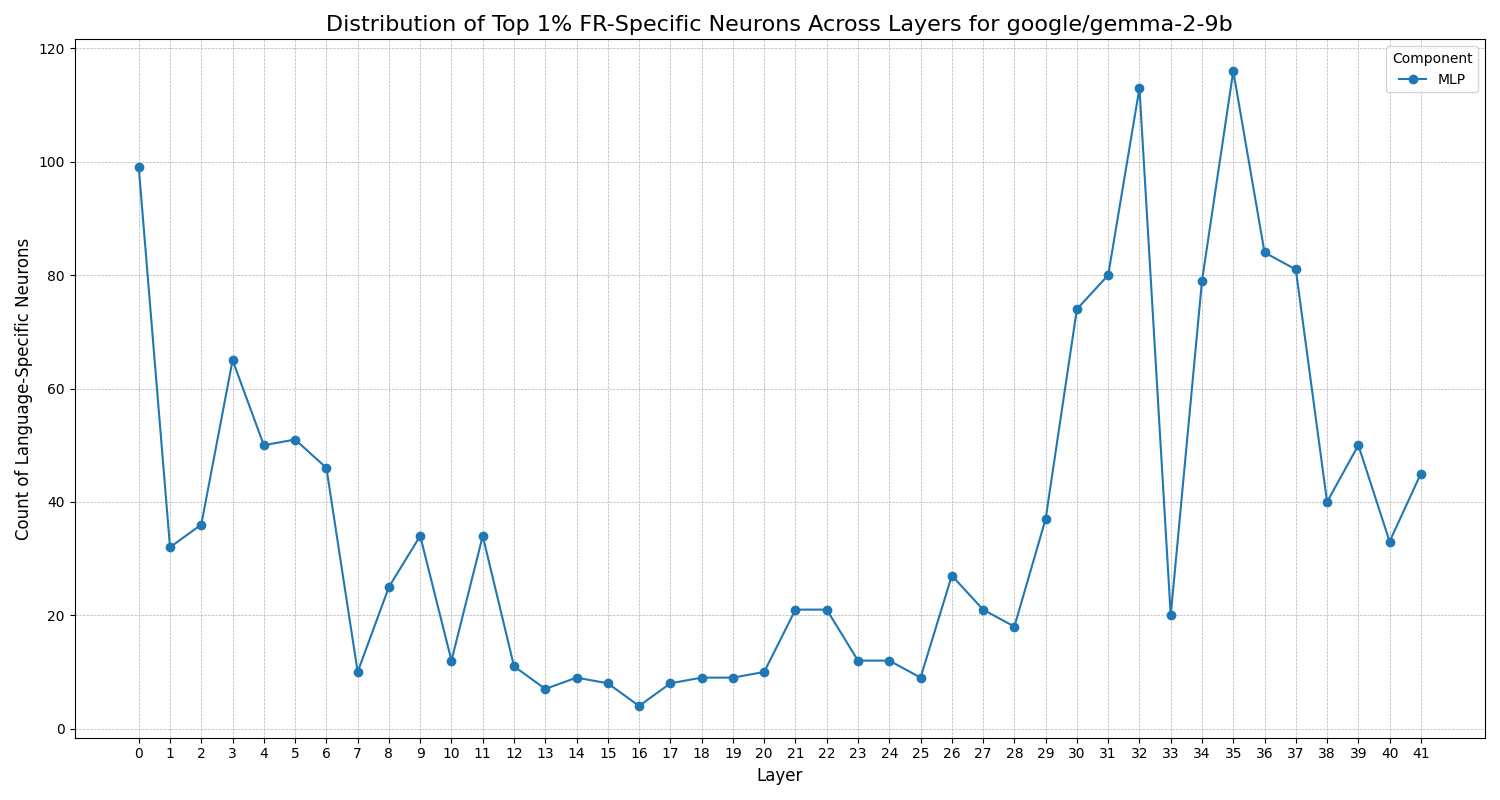 Distribution of Top 1% FR-Specific Neurons Across Layers for google/gemma-2-9b
Component
MLP
Count of Language-Specific Neurons
120
100
80
60
40
20
0
0 1 2 3 4 5 6 7 8 9 10 11 12 13 14 15 16 17 18 19 20 21 22 23 24 25 26 27 28 29 30 31 32 33 34 35 36 37 38 39 40 41
Layer